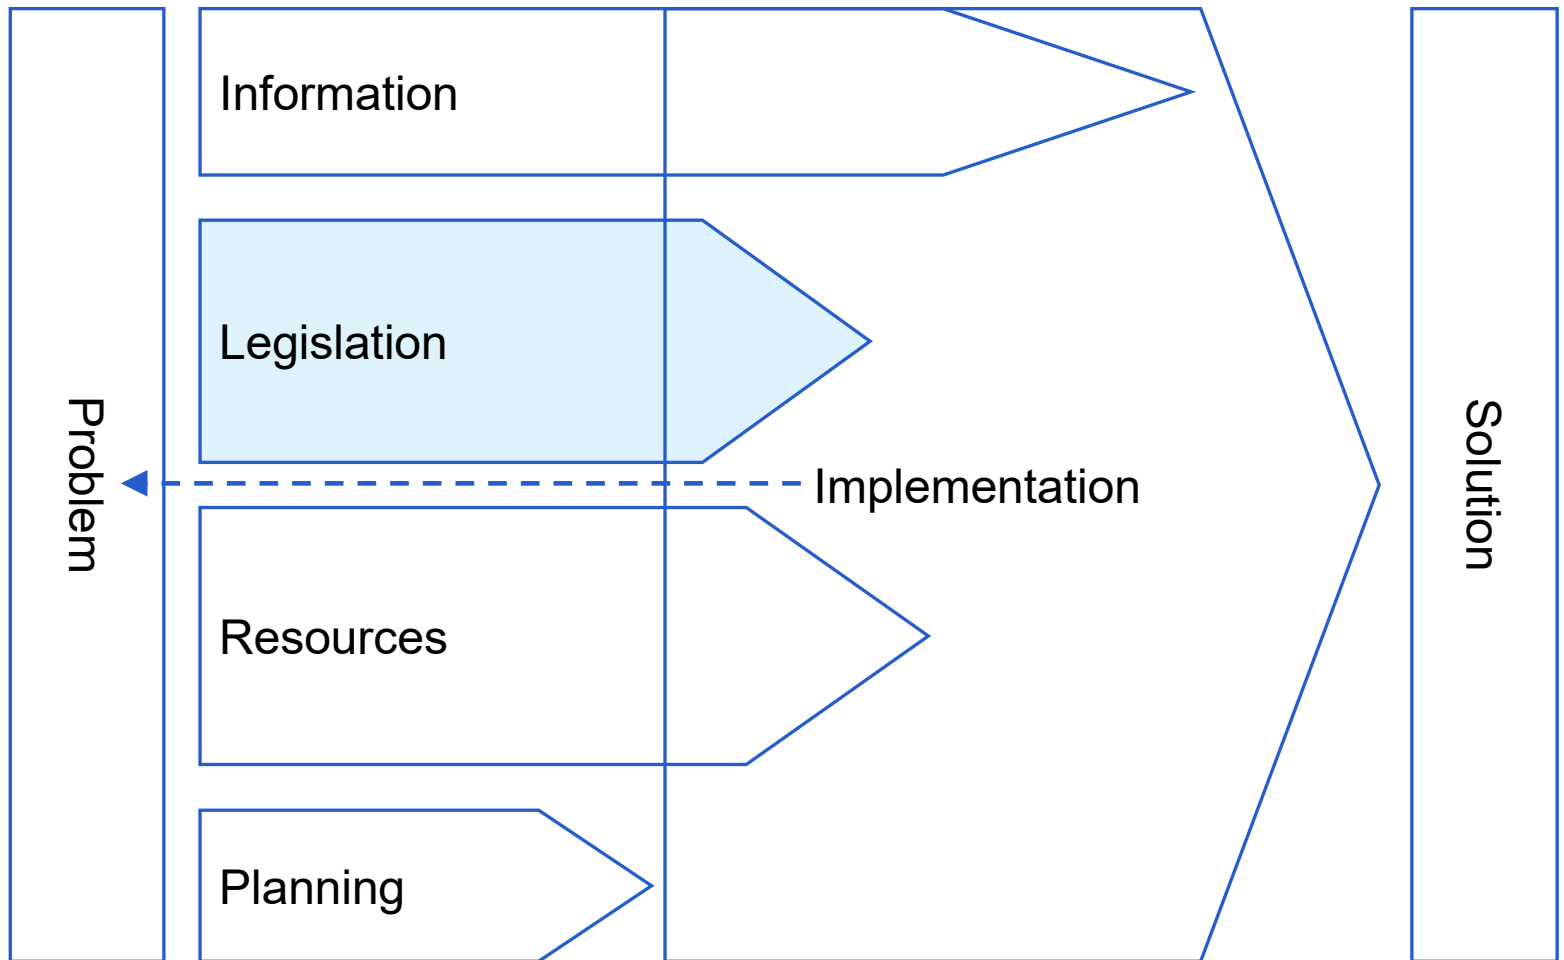 Problem
Information
Legislation
Implementation
Resources
Planning
Solution